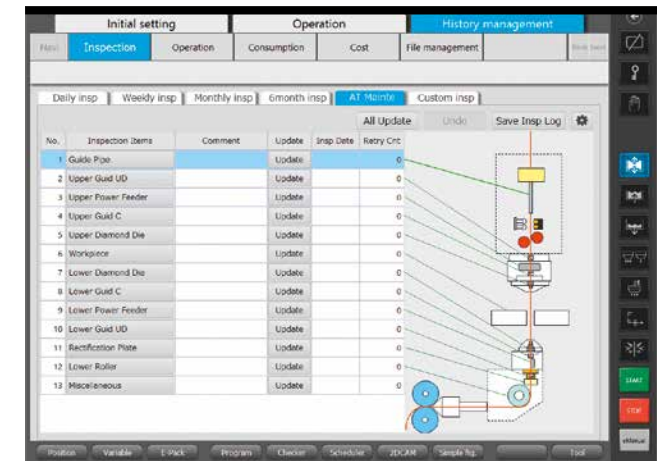 Initial setting Operation History management
Next Inspection Operation Consumption Cost File management
Daily insp Weekly insp Monthly insp 6month insp AT Mainte Custom insp
All Update Undo Save Insp Log
No. Inspection Items Comment Update Insp Date Retry Cnt
1 Guide Pipe Update 0
2 Upper Guid UD Update 0
3 Upper Power Feeder Update 0
4 Upper Guid C Update 0
5 Upper Diamond Die Update 0
6 Workpiece Update 0
7 Lower Diamond Die Update 0
8 Lower Guid C Update 0
9 Lower Power Feeder Update 0
10 Lower Guid UD Update 0
11 Rectification Plate Update 0
12 Lower Roller Update 0
13 Miscellaneous Update 0
START
STOP
eManual
Position Variable E-Pack Program Checker Scheduler 2DCAM Simple fig. Tool